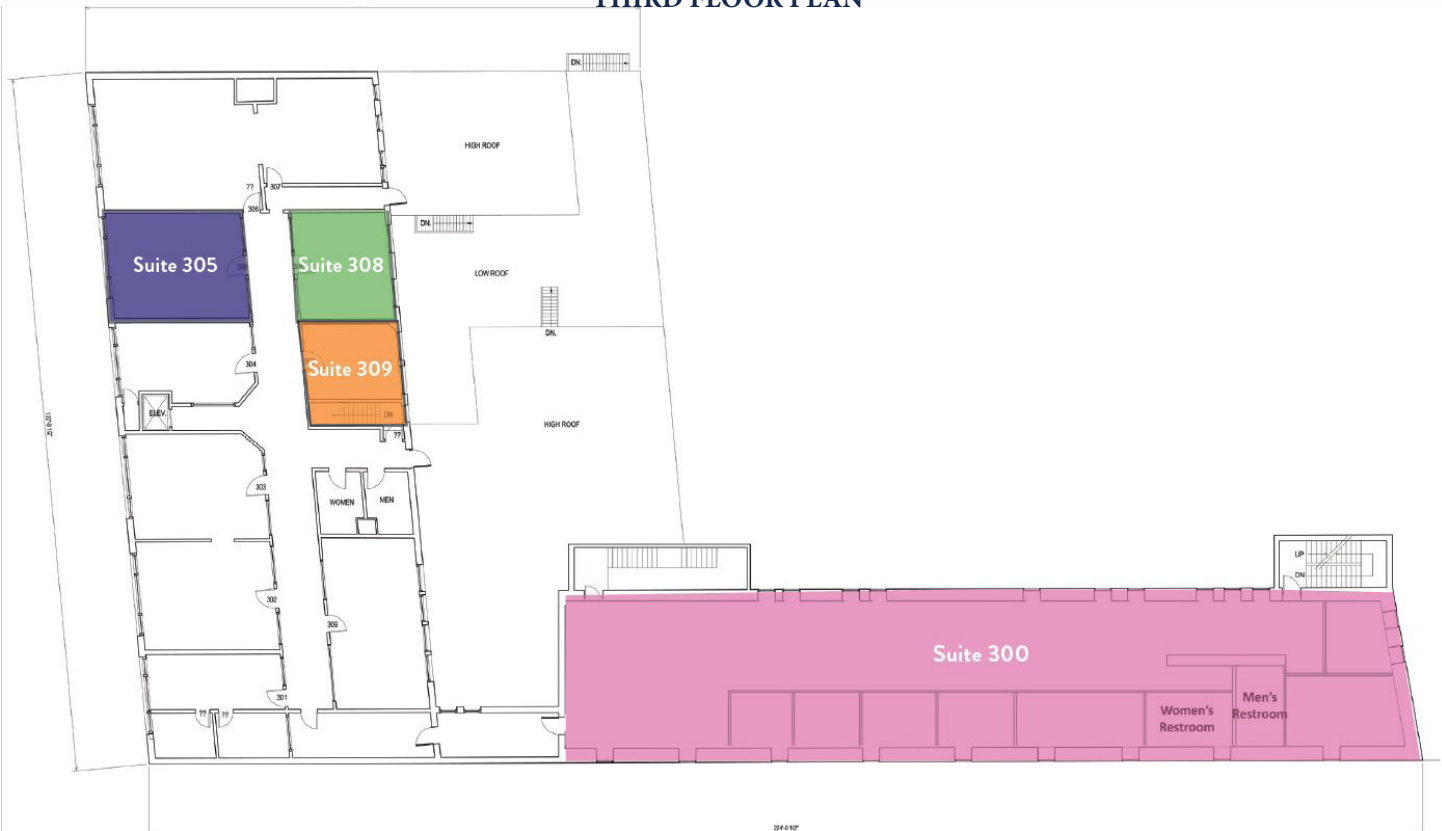 THIRD FLOOR PLAN
DN.
HIGH ROOF
??
307
306
DN.
Suite 305
Suite 308
LOW ROOF
DN.
304
Suite 309
ELEV.
DN
HIGH ROOF
??
303
WOMEN
MEN
UP
DN
302
309
Suite 300
301
Men's
Restroom
Women's
Restroom
??
??